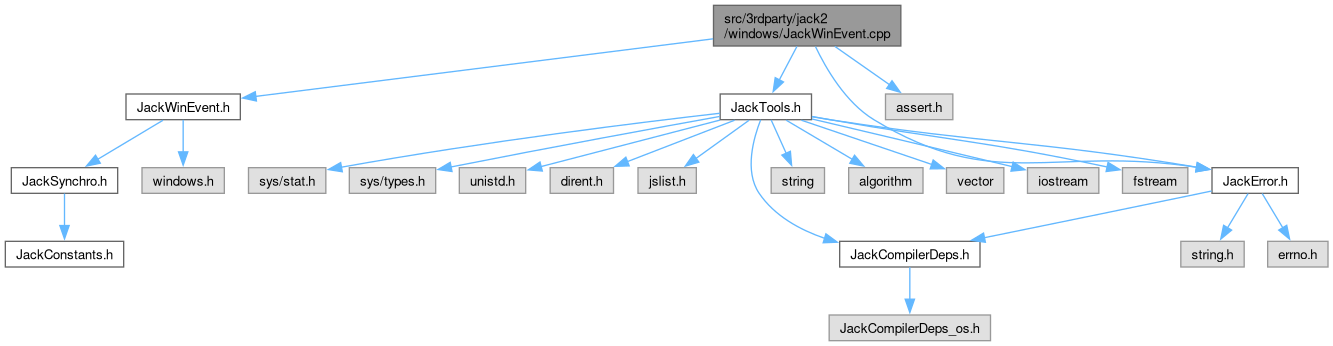 src/3rdparty/jack2
/windows/JackWinEvent.cpp
JackWinEvent.h
JackTools.h
assert.h
JackSynchro.h
windows.h
sys/stat.h
sys/types.h
unistd.h
dirent.h
jslist.h
string
algorithm
vector
iostream
fstream
JackError.h
JackConstants.h
JackCompilerDeps.h
string.h
errno.h
JackCompilerDeps_os.h